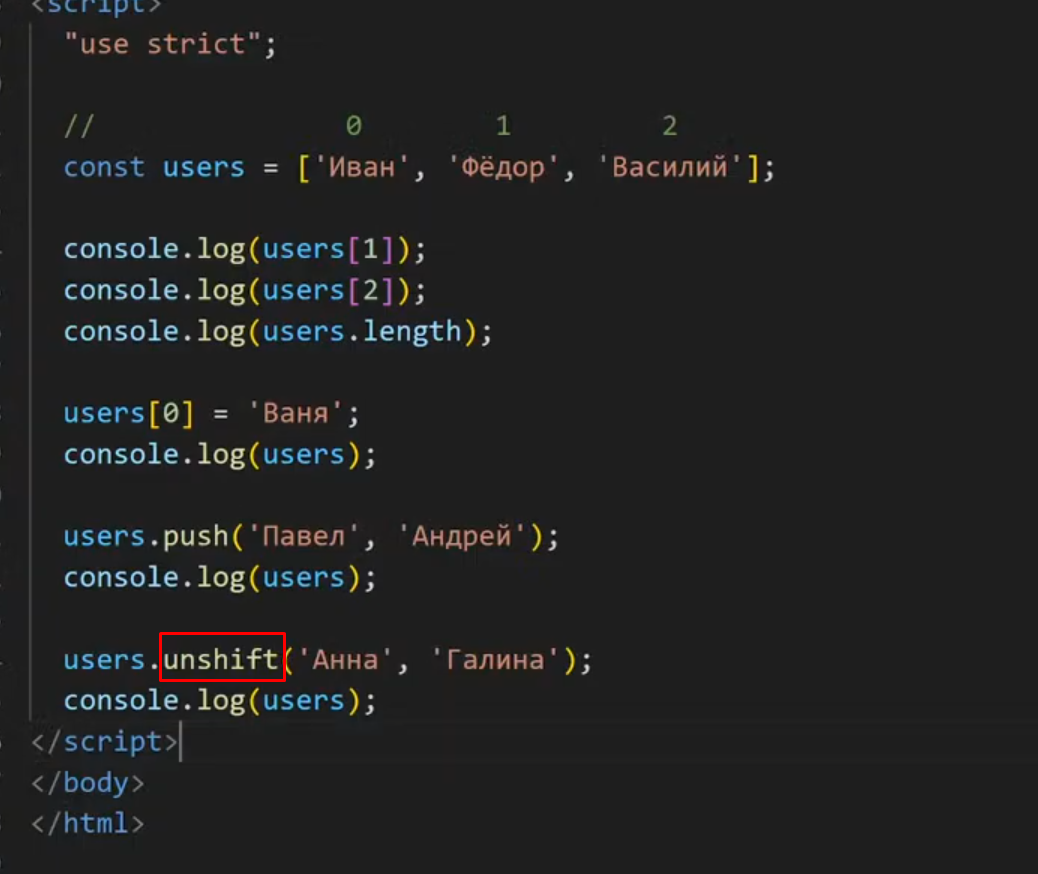 <script>
"use strict";
// 0 1 2
const users = ['Иван', 'Фёдор', 'Василий'];
console.log(users[1]);
console.log(users[2]);
console.log(users.length);
users[0] = 'Ваня';
console.log(users);
users.push('Павел', 'Андрей');
console.log(users);
users.unshift('Анна', 'Галина');
console.log(users);
</script>
</body>
</html>